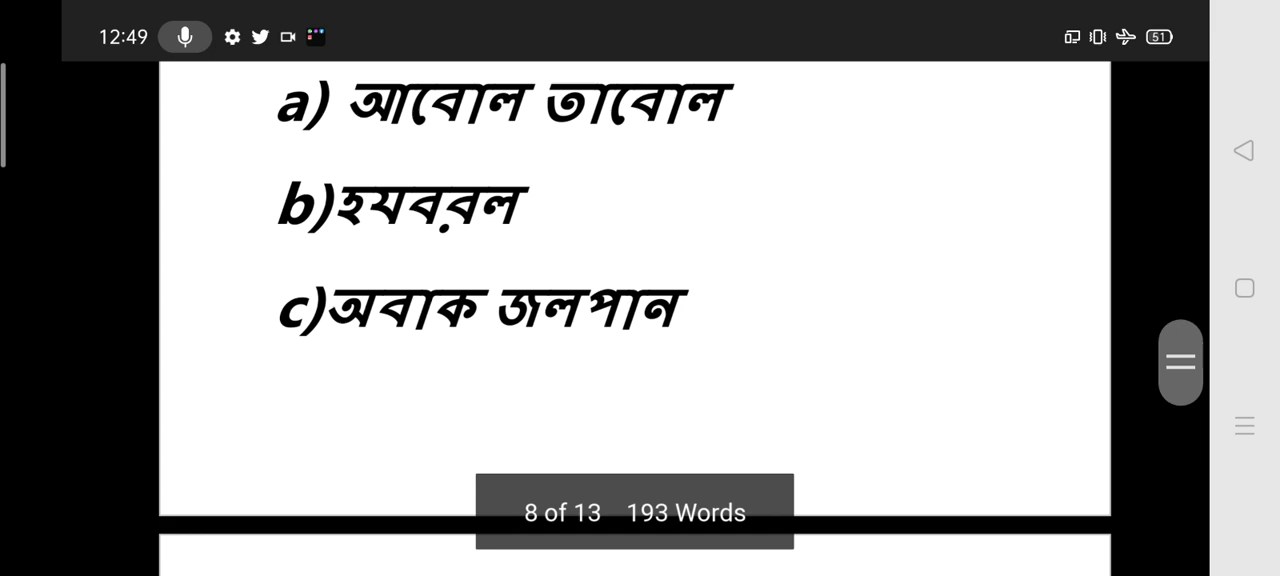 12:49
51
a) আবোল তাবোল
b)হযবরল
c)অবাক জলপান
8 of 13 193 Words